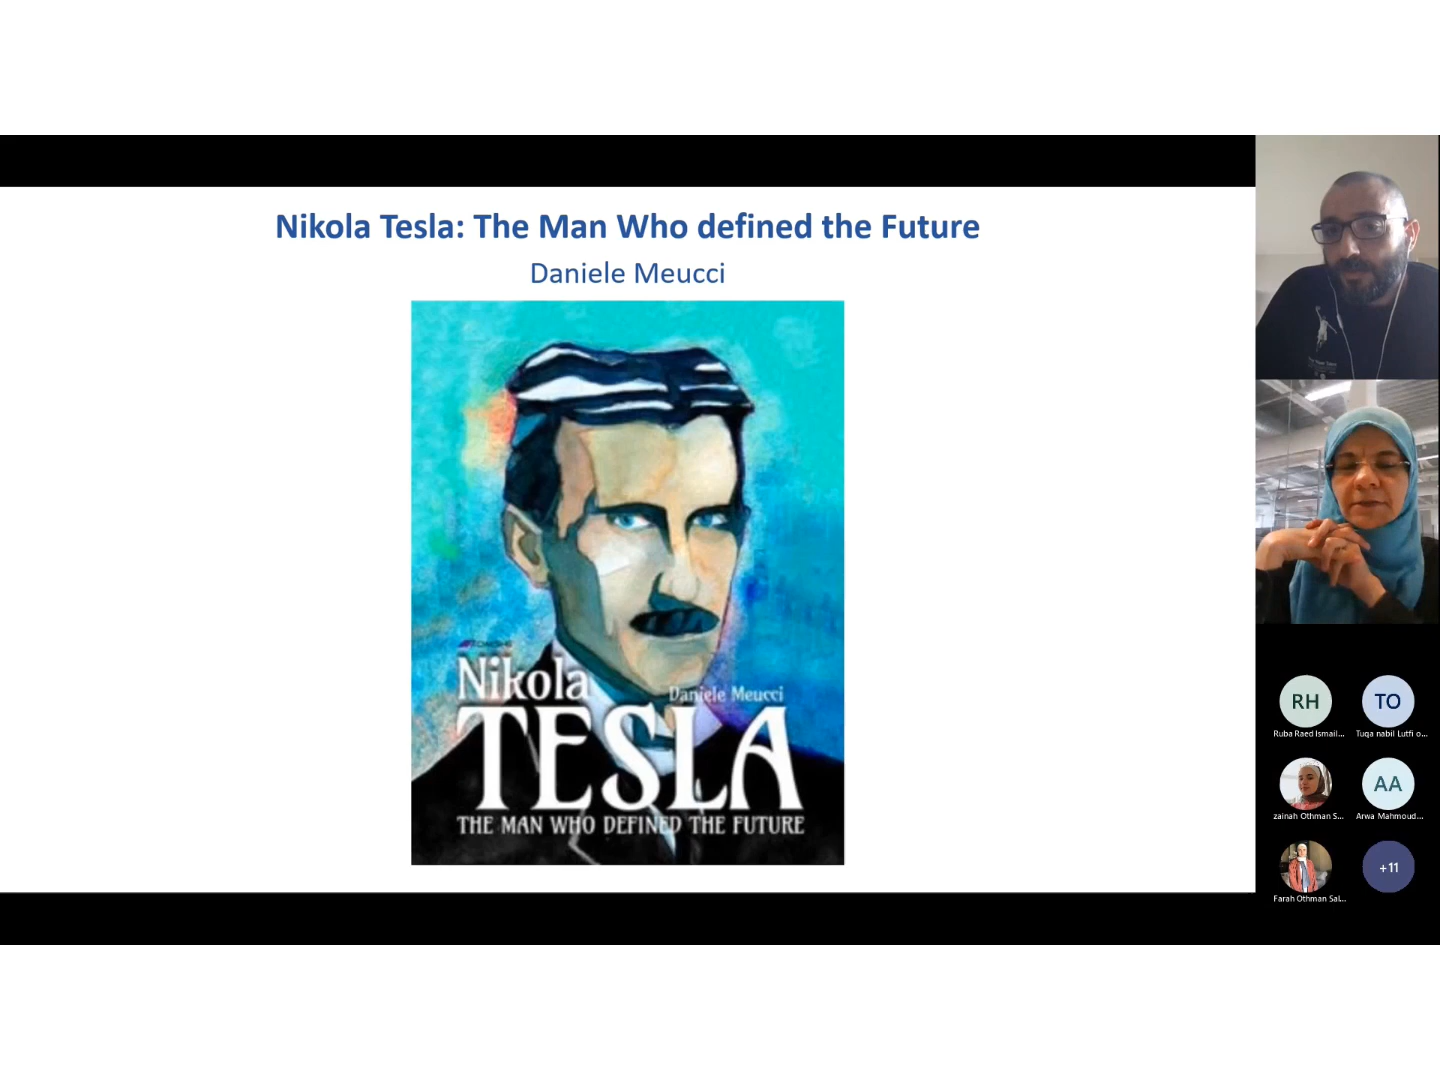 Nikola Tesla: The Man Who defined the Future
Daniele Meucci
Nikola
Daniele Meucci
TESLA
THE MAN WHO DEFINED THE FUTURE
RH
Ruba Raed Ismail...
TO
Tuqa nabil Lutfi o...
zainah Othman S...
AA
Arwa Mahmoud...
Farah Othman Sal...
+11